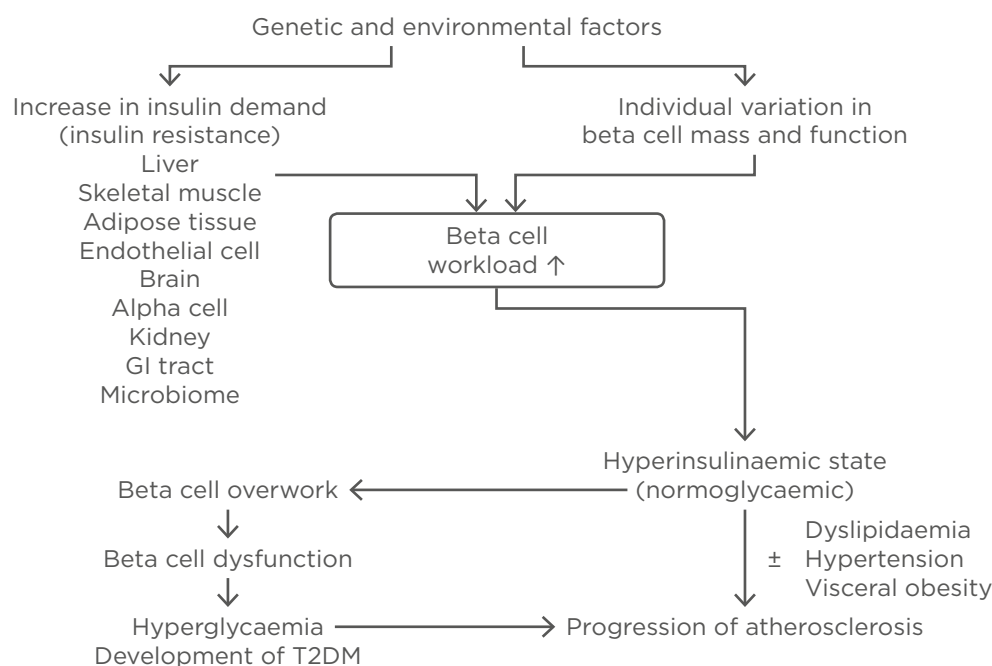 Genetic and environmental factors
Increase in insulin demand
(insulin resistance)
Liver
Skeletal muscle
Adipose tissue
Endothelial cell
Brain
Alpha cell
Kidney
GI tract
Microbiome
Individual variation in
beta cell mass and function
Beta cell
workload ↑
Hyperinsulinaemic state
(normoglycaemic)
Beta cell overwork
Beta cell dysfunction
Hyperglycaemia
Development of T2DM
±
Dyslipidaemia
Hypertension
Visceral obesity
Progression of atherosclerosis